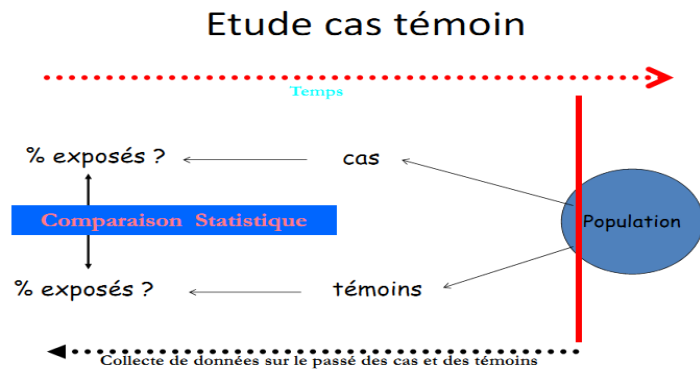 Etude cas témoin
Temps
% exposés ?
cas
Comparaison Statistique
Population
% exposés ?
témoins
Collecte de données sur le passé des cas et des témoins